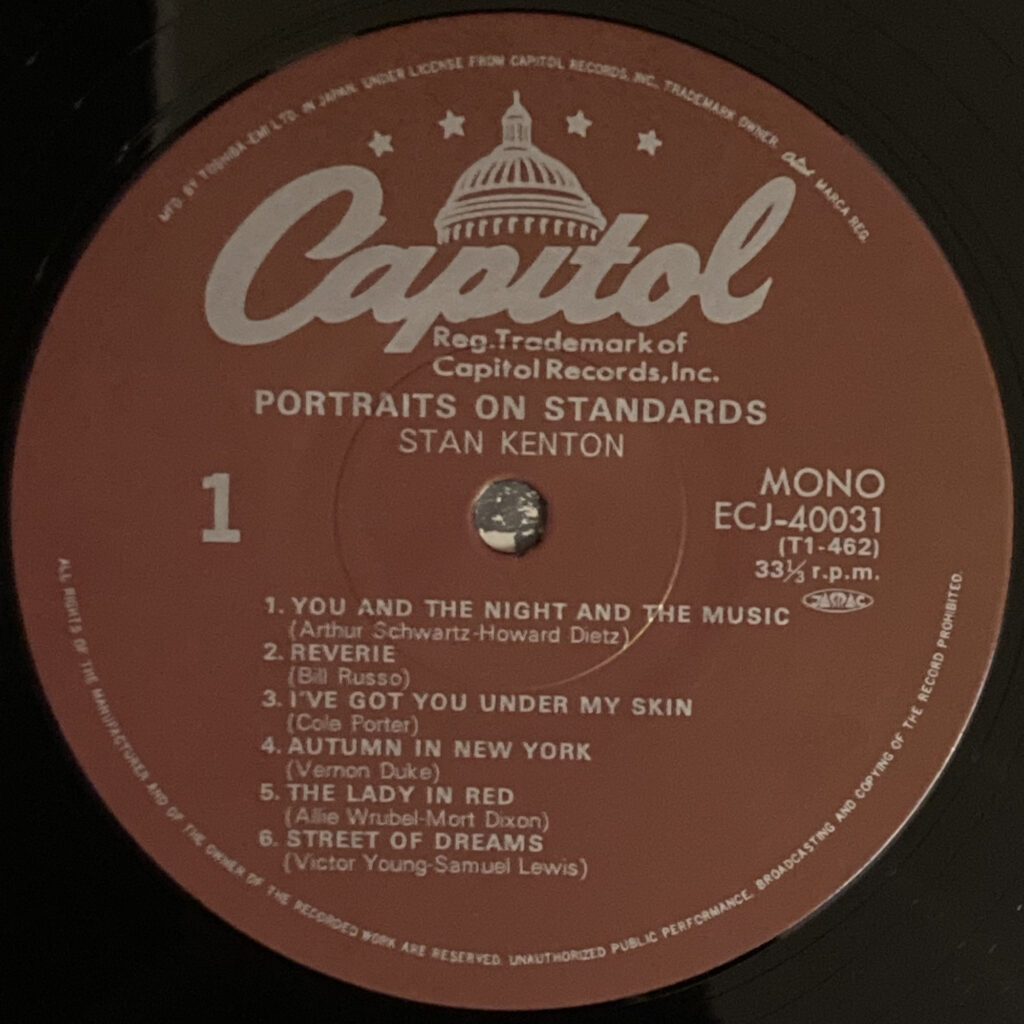 MFD. BY TOSHIBA-EMI LTD. IN JAPAN UNDER LICENSE FROM CAPITOL RECORDS, INC., TRADEMARK OWNER. Capitol MARCA REG.
Capitol
Reg.Trademark of
Capitol Records,Inc.
PORTRAITS ON STANDARDS
STAN KENTON
1
MONO
ECJ-40031
(T1-462)
33⅓ r.p.m.
JASRAC
1. YOU AND THE NIGHT AND THE MUSIC
(Arthur Schwartz-Howard Dietz)
2. REVERIE
(Bill Russo)
3. I'VE GOT YOU UNDER MY SKIN
(Cole Porter)
4. AUTUMN IN NEW YORK
(Vernon Duke)
5. THE LADY IN RED
(Allie Wrubel-Mort Dixon)
6. STREET OF DREAMS
(Victor Young-Samuel Lewis)
ALL RIGHTS OF THE MANUFACTURER AND OF THE OWNER OF THE RECORDED WORK ARE RESERVED. UNAUTHORIZED PUBLIC PERFORMANCE, BROADCASTING AND COPYING OF THE RECORD PROHIBITED.